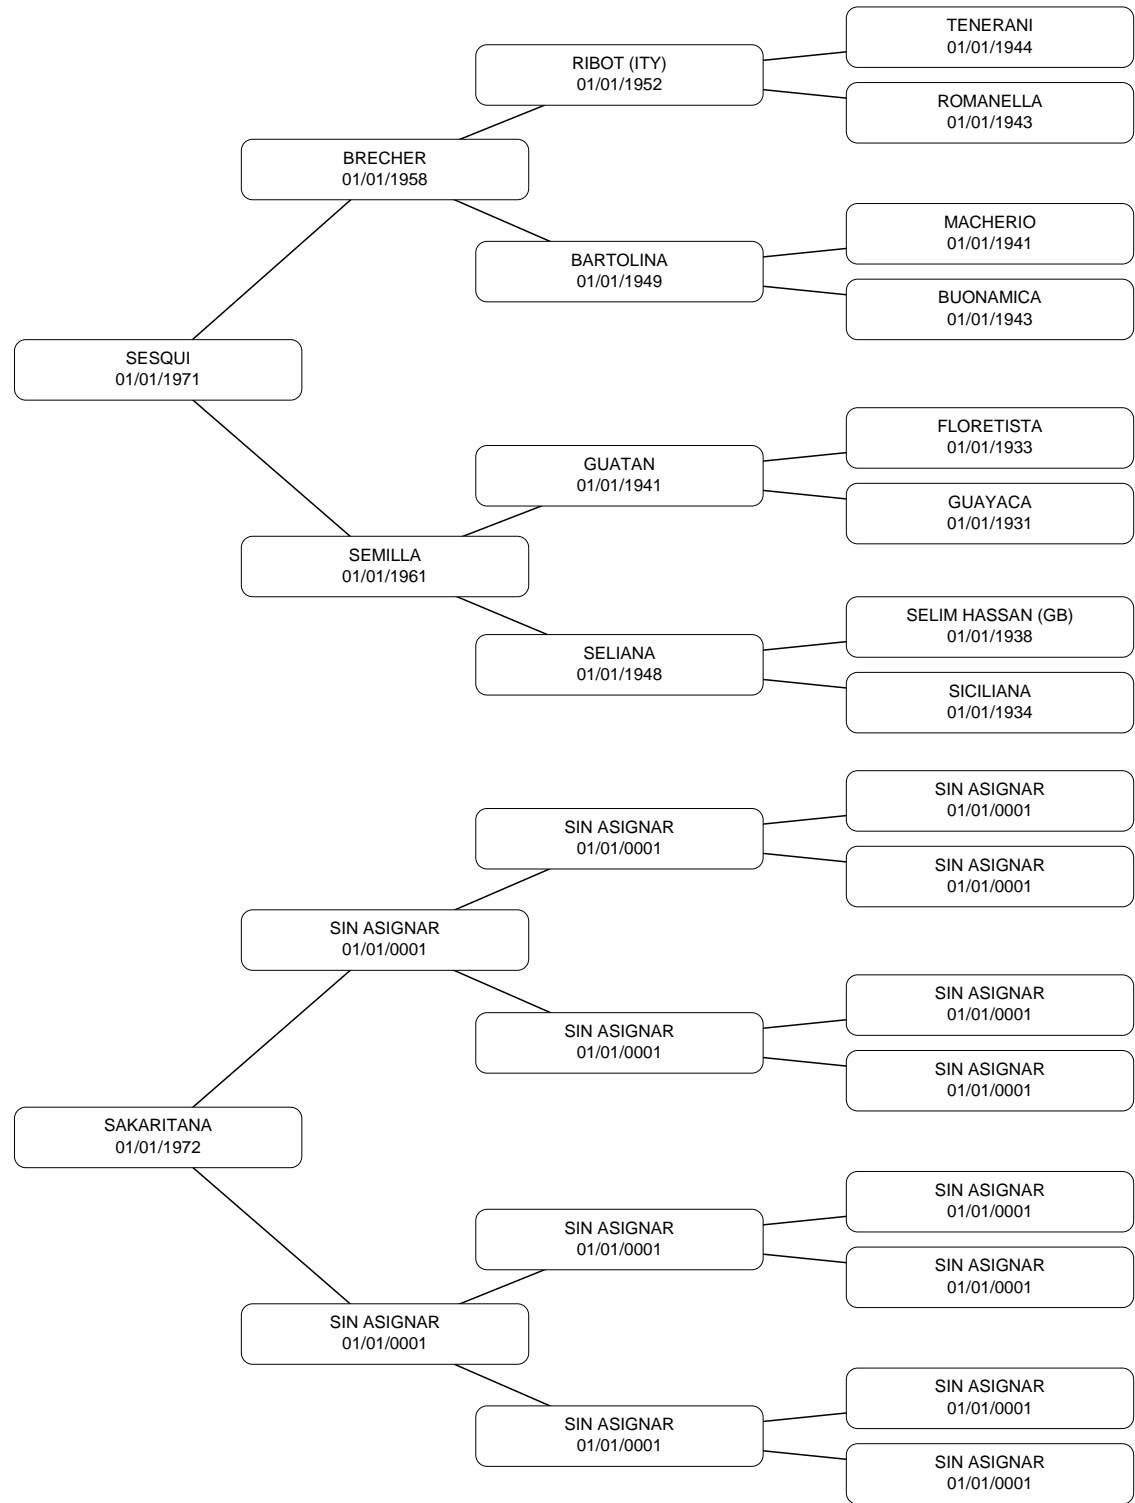 TENERANI
01/01/1944
RIBOT (ITY)
01/01/1952
ROMANELLA
01/01/1943
BRECHER
01/01/1958
MACHERIO
01/01/1941
BARTOLINA
01/01/1949
BUONAMICA
01/01/1943
SESQUI
01/01/1971
FLORETISTA
01/01/1933
GUATAN
01/01/1941
GUAYACA
01/01/1931
SEMILLA
01/01/1961
SELIM HASSAN (GB)
01/01/1938
SELIANA
01/01/1948
SICILIANA
01/01/1934
SIN ASIGNAR
01/01/0001
SIN ASIGNAR
01/01/0001
SIN ASIGNAR
01/01/0001
SIN ASIGNAR
01/01/0001
SIN ASIGNAR
01/01/0001
SIN ASIGNAR
01/01/0001
SIN ASIGNAR
01/01/0001
SAKARITANA
01/01/1972
SIN ASIGNAR
01/01/0001
SIN ASIGNAR
01/01/0001
SIN ASIGNAR
01/01/0001
SIN ASIGNAR
01/01/0001
SIN ASIGNAR
01/01/0001
SIN ASIGNAR
01/01/0001
SIN ASIGNAR
01/01/0001